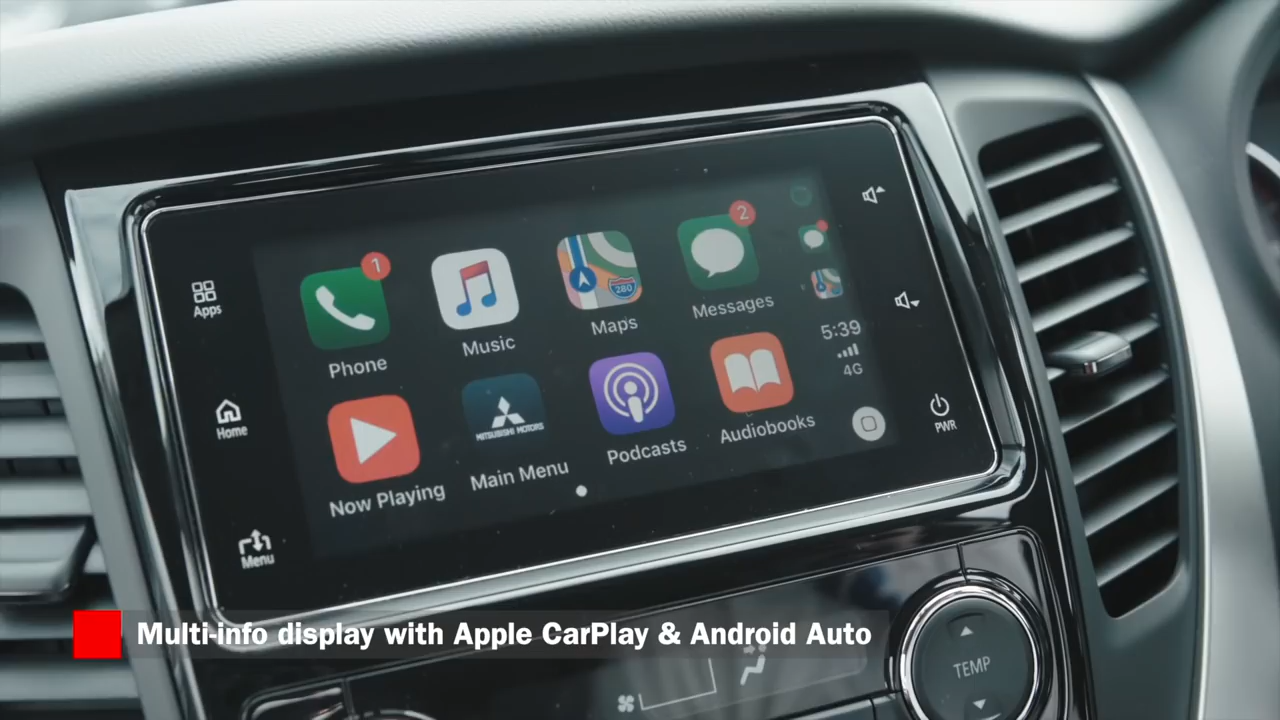 Apps
Home
Menu
1
Phone
Music
280
Maps
2
Messages
Now Playing
MITSUBISHI MOTORS
Main Menu
Podcasts
Audiobooks
5:39
4G
PWR
TEMP
Multi-info display with Apple CarPlay & Android Auto